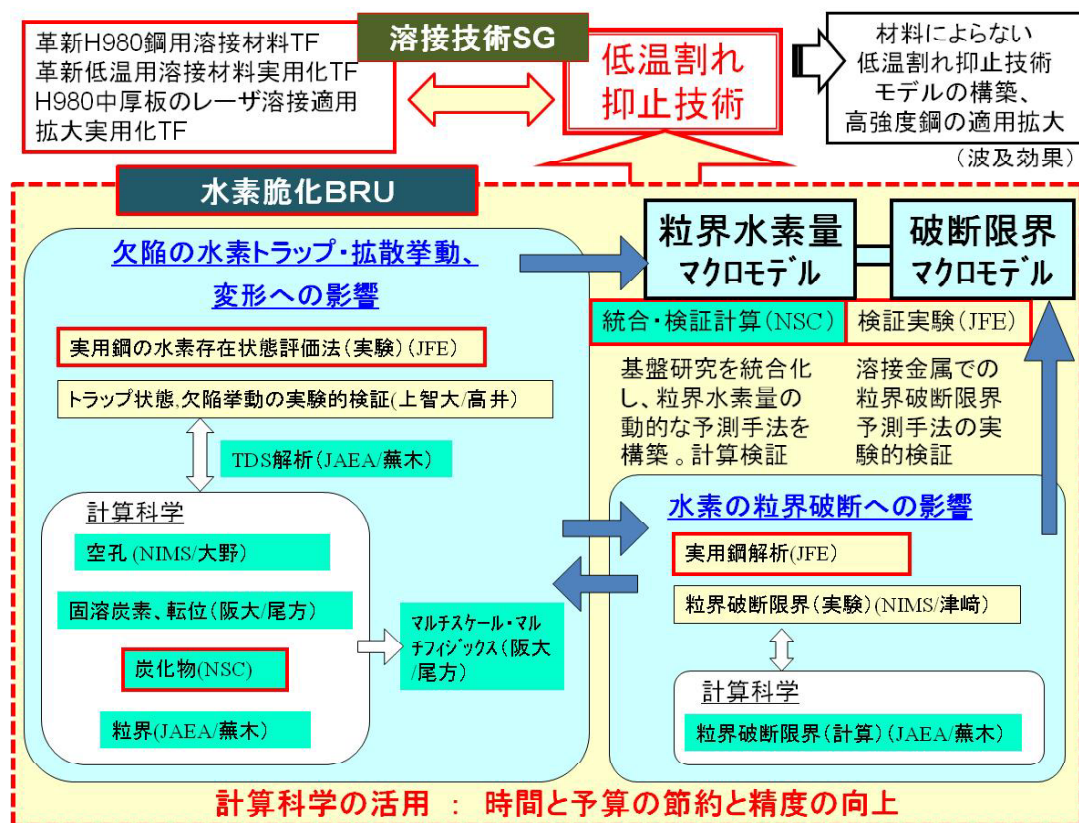 溶接技術SG
革新H980鋼用溶接材料TF
革新低温用溶接材料実用化TF
H980中厚板のレーザ溶接適用
拡大実用化TF
低温割れ
抑止技術
材料によらない
低温割れ抑止技術
モデルの構築、
高強度鋼の適用拡大
(波及効果)
水素脆化BRU
欠陥の水素トラップ・拡散挙動、
変形への影響
実用鋼の水素存在状態評価法(実験)(JFE)
トラップ状態,欠陥挙動の実験的検証(上智大/高井)
TDS解析(JAEA/蕪木)
計算科学
空孔(NIMS/大野)
固溶炭素、転位(阪大/尾方)
炭化物(NSC)
粒界(JAEA/蕪木)
マルチスケール・マル
チフィジックス(阪大
/尾方)
粒界水素量
マクロモデル
破断限界
マクロモデル
統合・検証計算(NSC)
検証実験(JFE)
基盤研究を統合化
し、粒界水素量の
動的な予測手法を
構築。計算検証
溶接金属での
粒界破断限界
予測手法の実
験的検証
水素の粒界破断への影響
実用鋼解析(JFE)
粒界破断限界(実験)(NIMS/津﨑)
計算科学
粒界破断限界(計算)(JAEA/蕪木)
計算科学の活用 : 時間と予算の節約と精度の向上